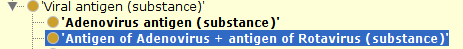 'Viral antigen (substance)'
'Adenovirus antigen (substance)'
'Antigen of Adenovirus + antigen of Rotavirus (substance)'